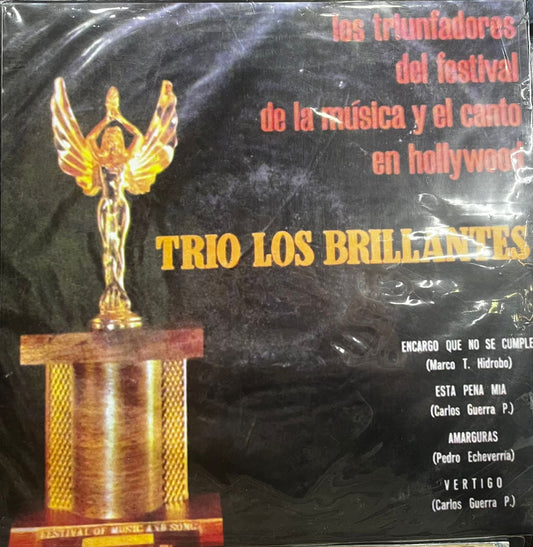 los triunfadores
del festival
de la música y el canto
en hollywood
TRIO LOS BRILLANTES
ENCARGO QUE NO SE CUMPLE
(Marco T. Hidrobo)
ESTA PENA MIA
(Carlos Guerra P.)
AMARGURAS
(Pedro Echeverría)
VERTIGO
(Carlos Guerra P.)
FESTIVAL OF MUSIC AND SONG